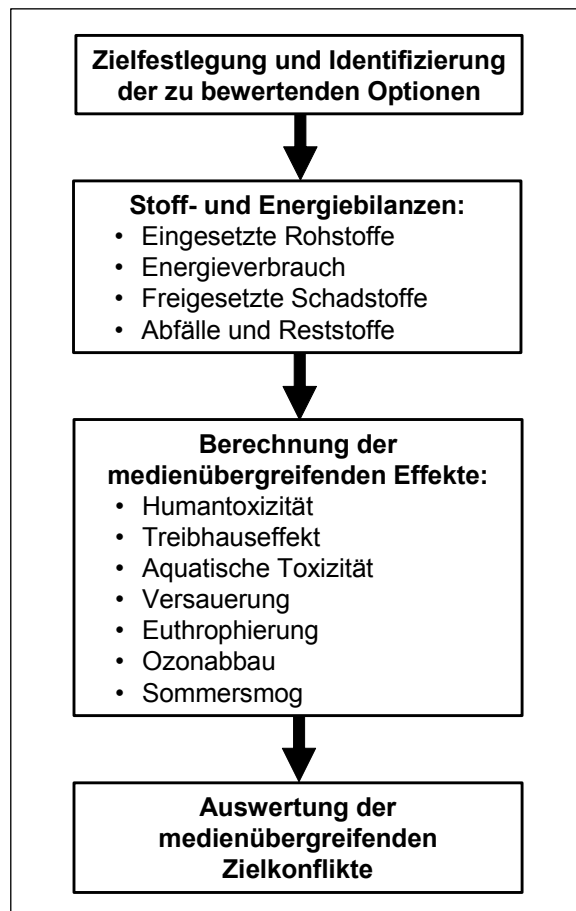 Zielfestlegung und Identifizierung
der zu bewertenden Optionen
Stoff- und Energiebilanzen:
• Eingesetzte Rohstoffe
• Energieverbrauch
• Freigesetzte Schadstoffe
• Abfälle und Reststoffe
Berechnung der
medienübergreifenden Effekte:
• Humantoxizität
• Treibhauseffekt
• Aquatische Toxizität
• Versauerung
• Euthrophierung
• Ozonabbau
• Sommersmog
Auswertung der
medienübergreifenden
Zielkonflikte